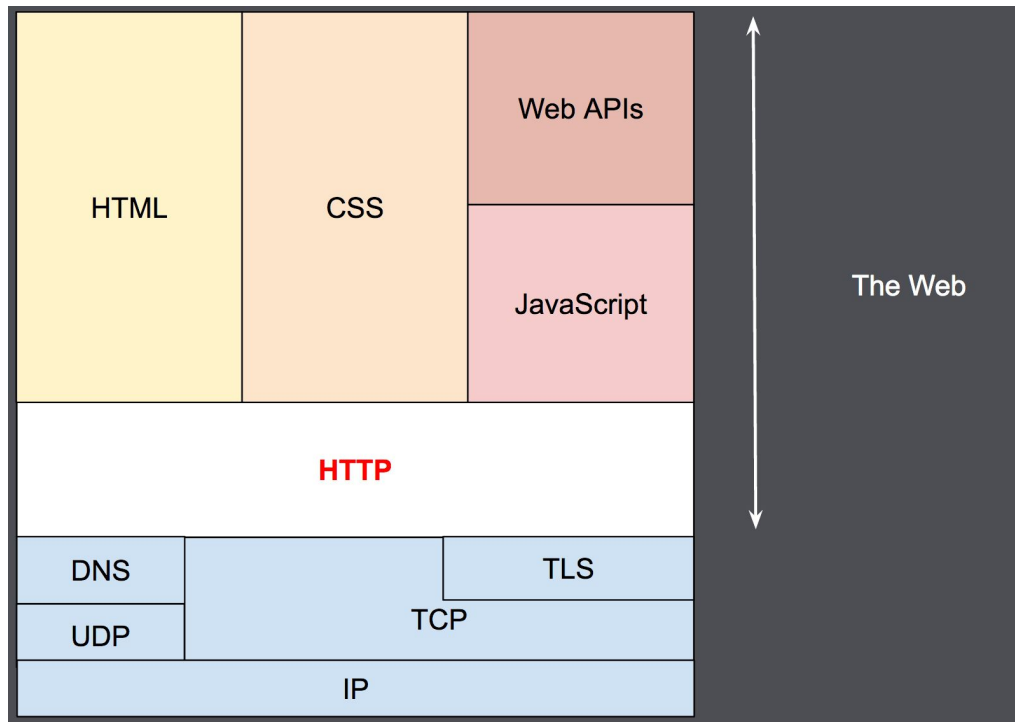 Web APIs
HTML
CSS
The Web
JavaScript
HTTP
DNS
TLS
TCP
UDP
IP